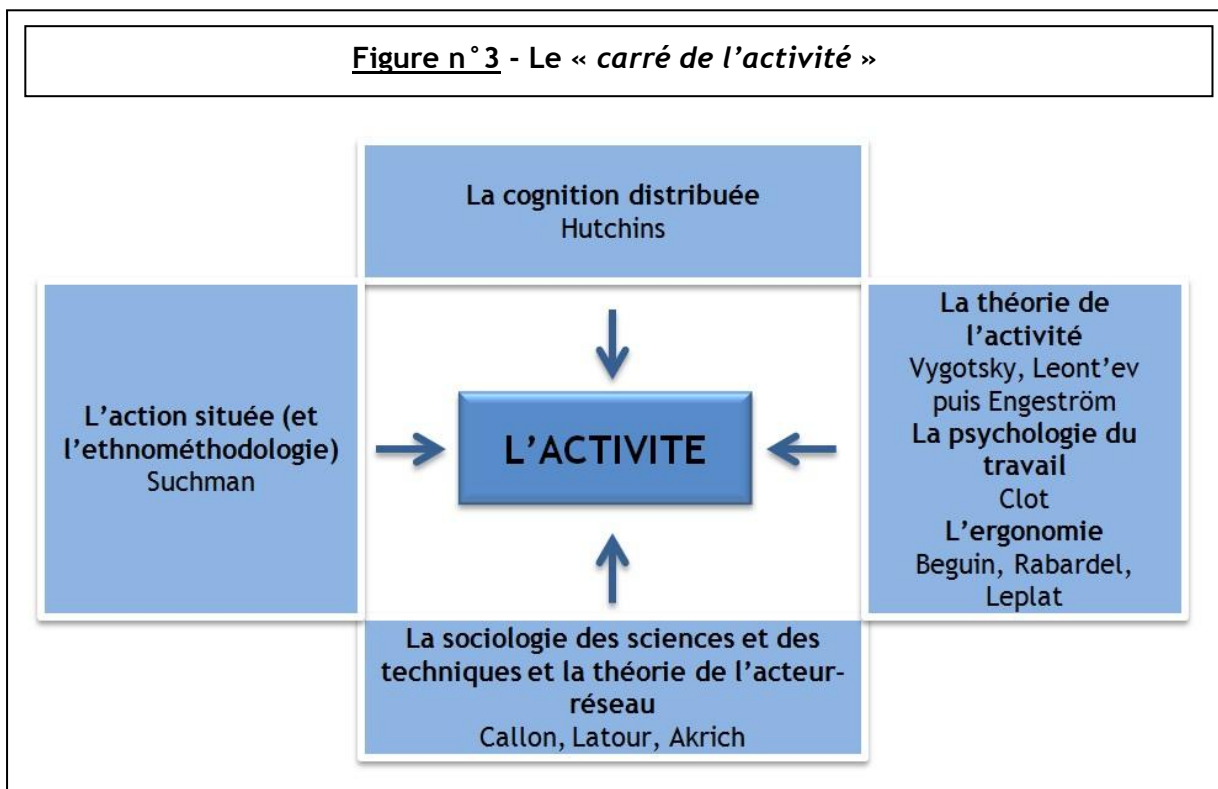 Figure n°3 - Le « carré de l'activité »
La cognition distribuée
Hutchins
L'action située (et
l'ethnométhodologie)
Suchman
L'ACTIVITE
La théorie de
l'activité
Vygotsky, Leont'ev
puis Engeström
La psychologie du
travail
Clot
L'ergonomie
Beguin, Rabardel,
Leplat
La sociologie des sciences et des
techniques et la théorie de l'acteur-
réseau
Callon, Latour, Akrich